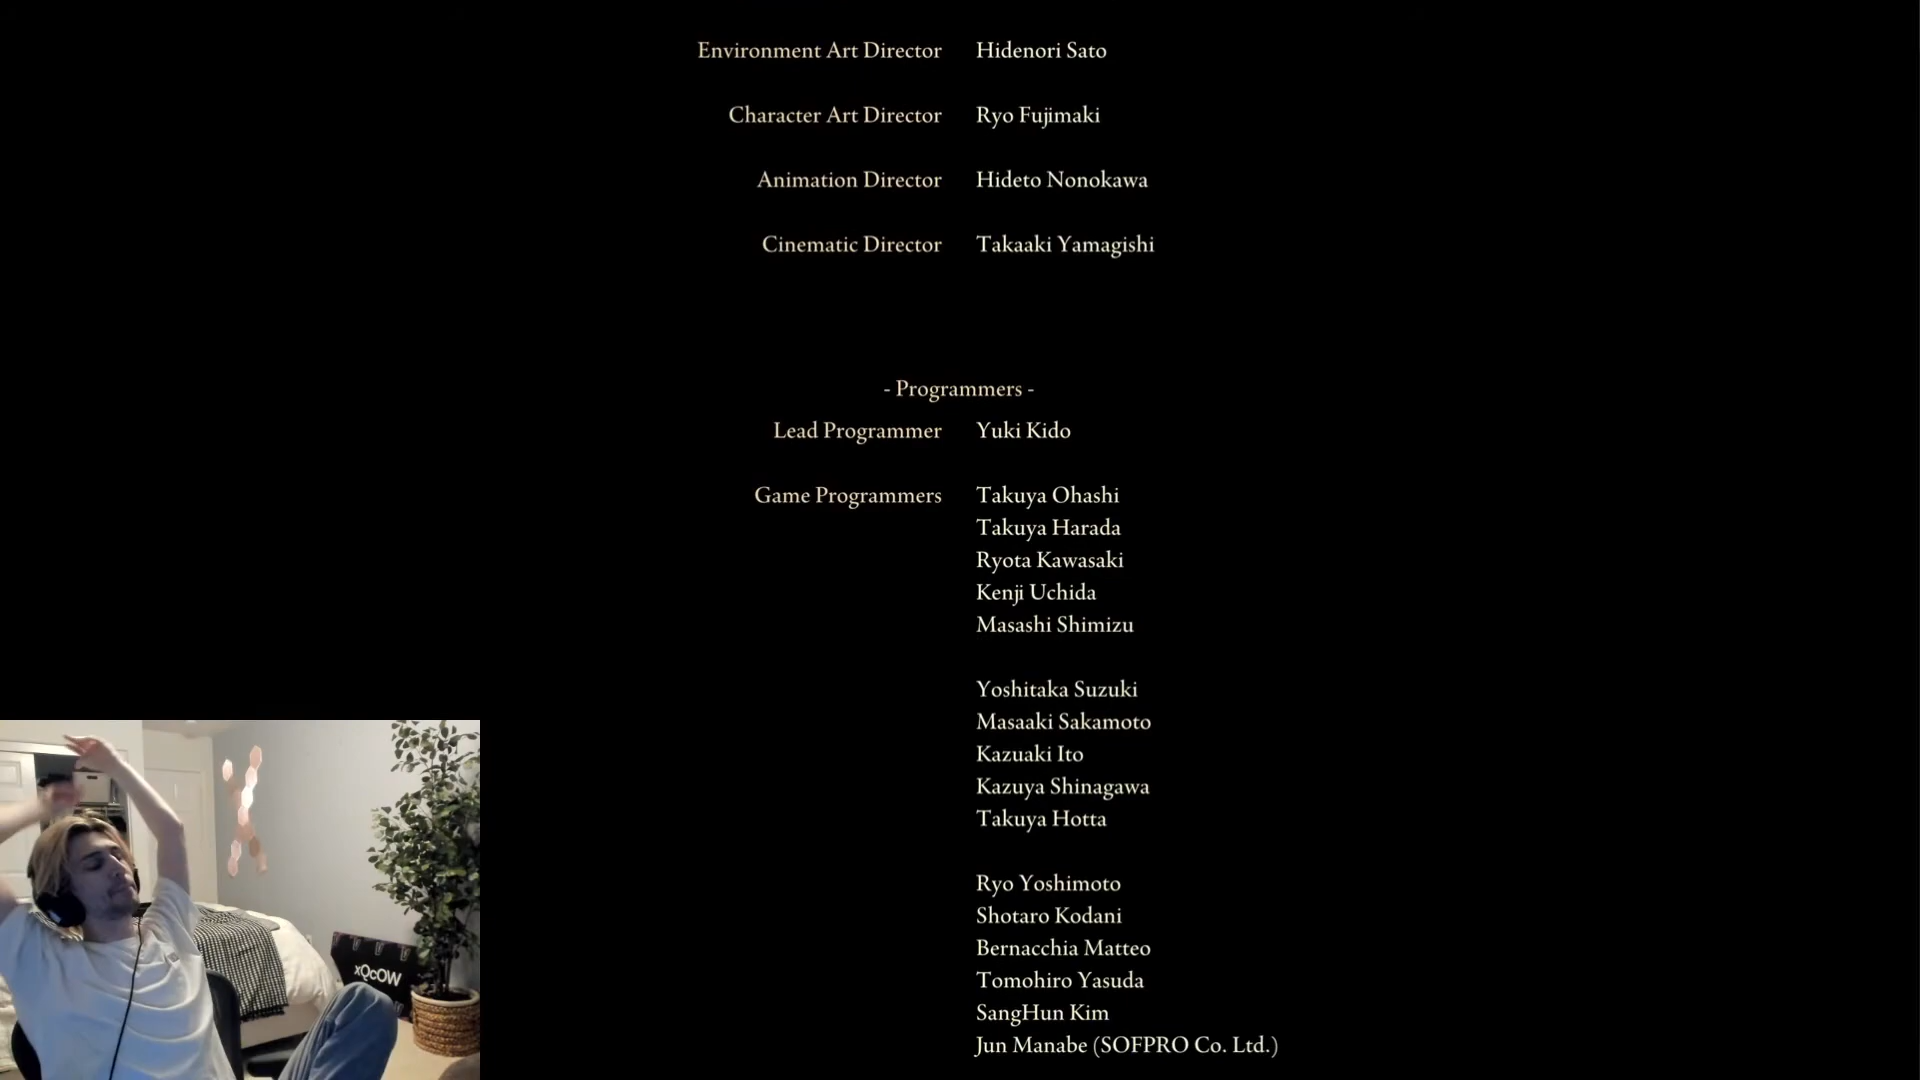 Environment Art Director Hidenori Sato
Character Art Director Ryo Fujimaki
Animation Director Hideto Nonokawa
Cinematic Director Takaaki Yamagishi
- Programmers -
Lead Programmer Yuki Kido
Game Programmers Takuya Ohashi
Takuya Harada
Ryota Kawasaki
Kenji Uchida
Masashi Shimizu
Yoshitaka Suzuki
Masaaki Sakamoto
Kazuaki Ito
Kazuya Shinagawa
Takuya Hotta
Ryo Yoshimoto
Shotaro Kodani
Bernacchia Matteo
Tomohiro Yasuda
SangHun Kim
Jun Manabe (SOFPRO Co. Ltd.)
xQcOW